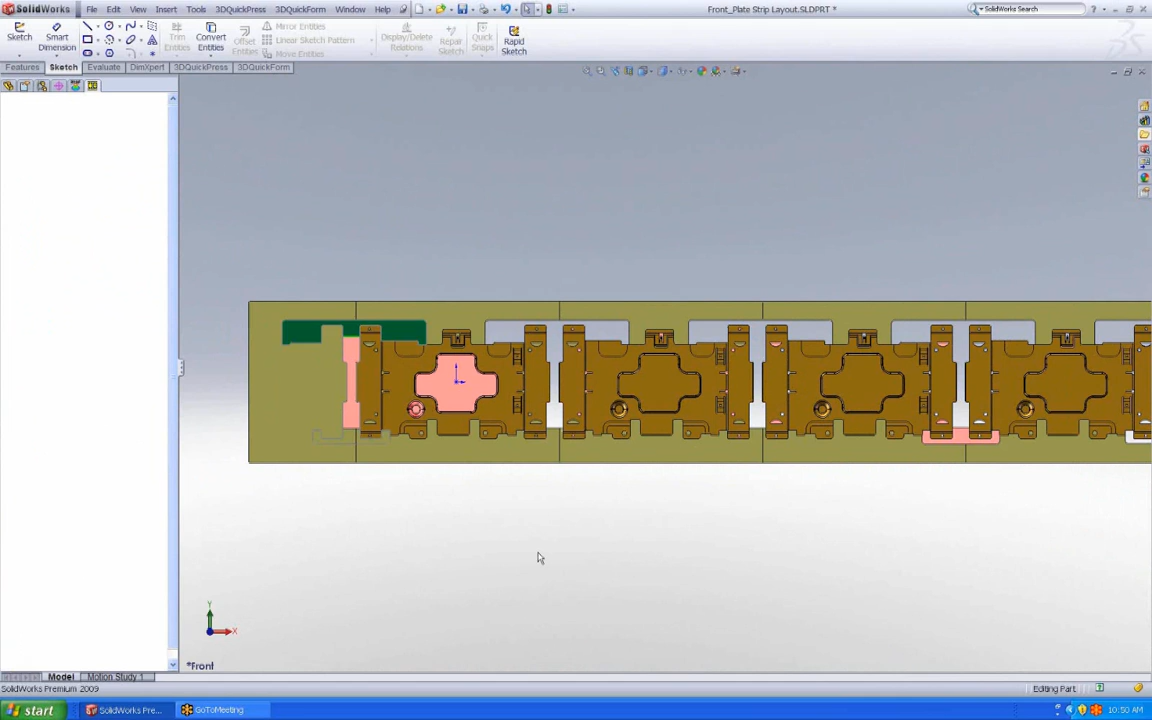 SolidWorks
File Edit View Insert Tools 3DQuickPress 3DQuickForm Window Help
Front_Plate Strip Layout.SLDPRT *
SolidWorks Search
Sketch
Smart Dimension
Trim Entities
Convert Entities
Offset Entities
Mirror Entities
Linear Sketch Pattern
Move Entities
Display/Delete Relations
Repair Sketch
Quick Snaps
Rapid Sketch
Features Sketch Evaluate DimXpert 3DQuickPress 3DQuickForm
Y
X
*Front
Model Motion Study 1
SolidWorks Premium 2009
Editing Part
start
SolidWorks Pre...
GoToMeeting
10:50 AM